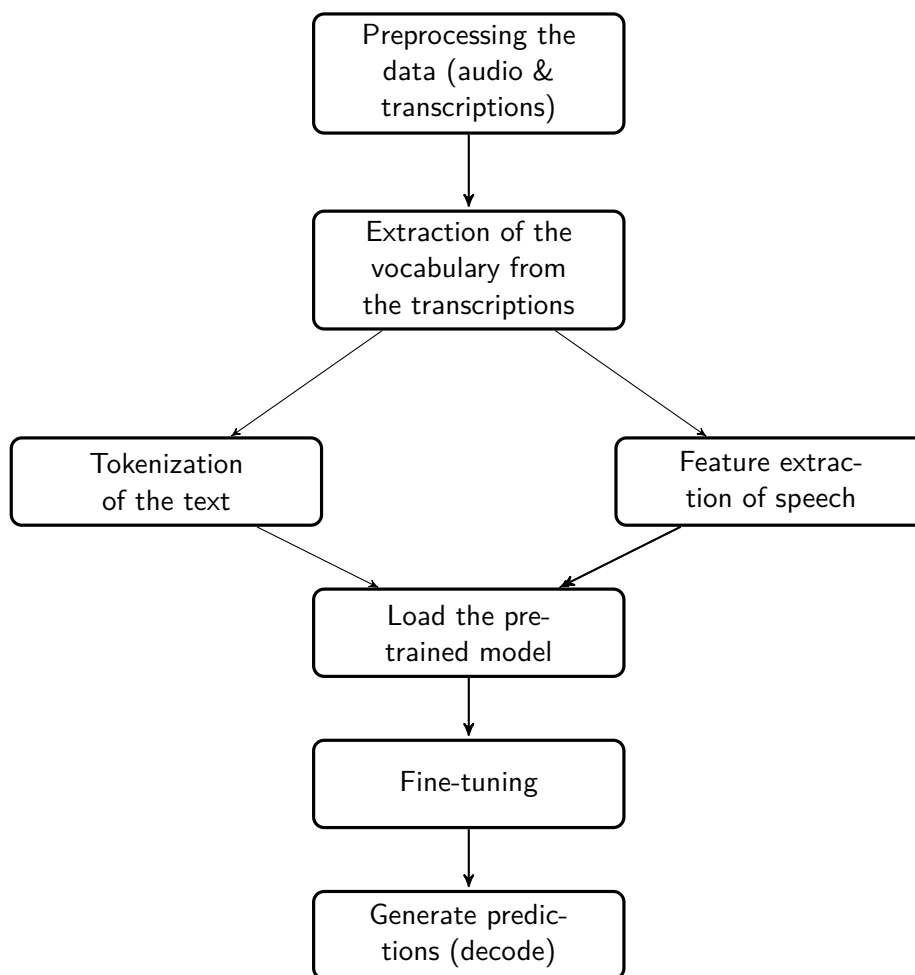 Preprocessing the
data (audio &
transcriptions)
Extraction of the
vocabulary from
the transcriptions
Tokenization
of the text
Feature extrac-
tion of speech
Load the pre-
trained model
Fine-tuning
Generate predic-
tions (decode)